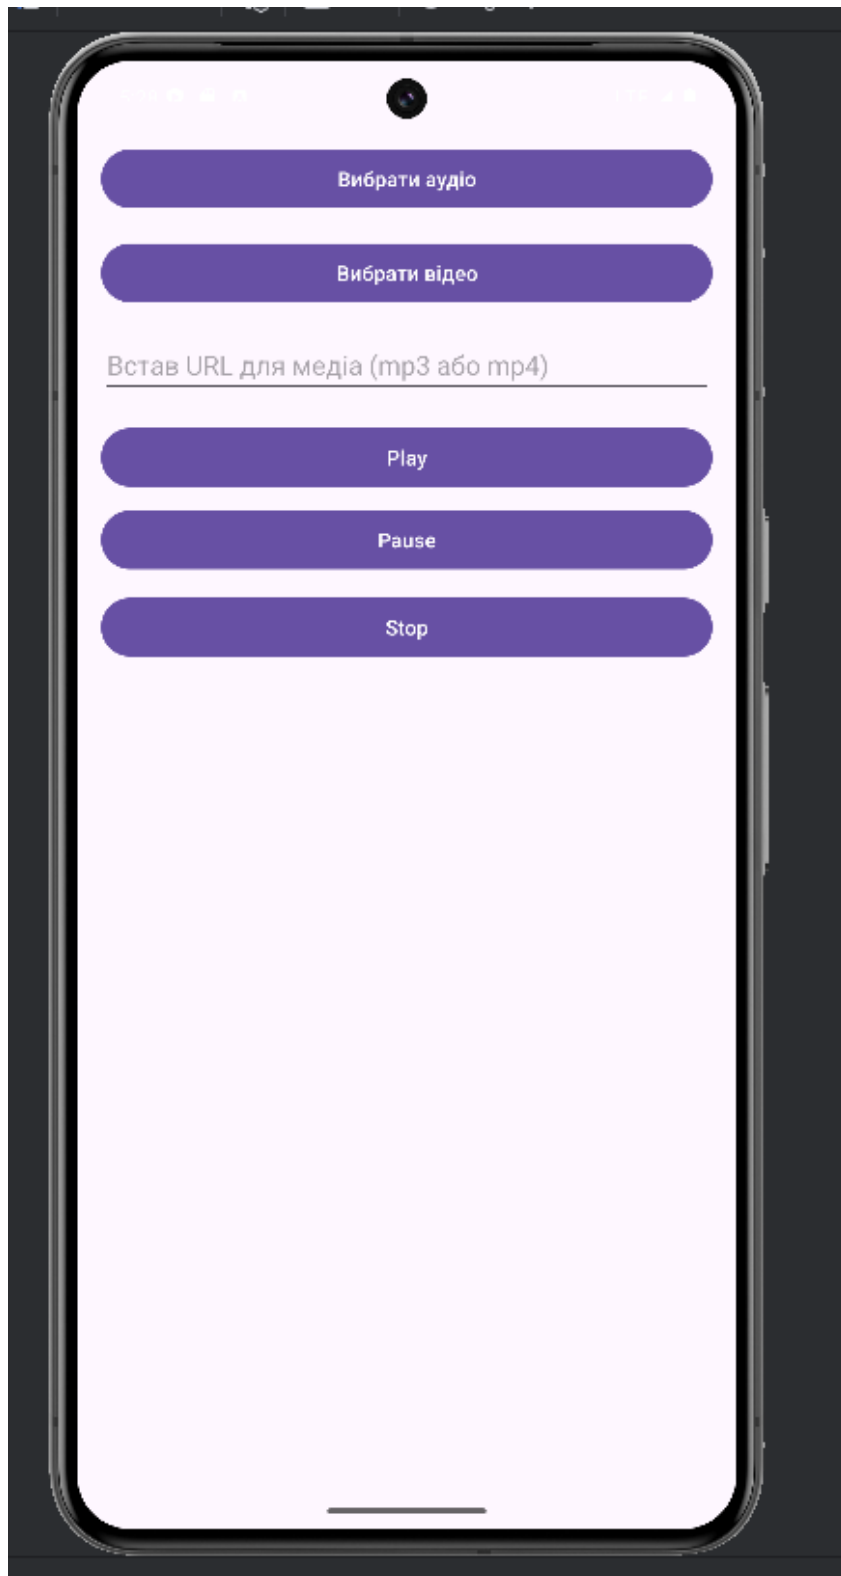 Вибрати аудіо
Вибрати відео
Встав URL для медіа (mp3 або mp4)
Play
Pause
Stop